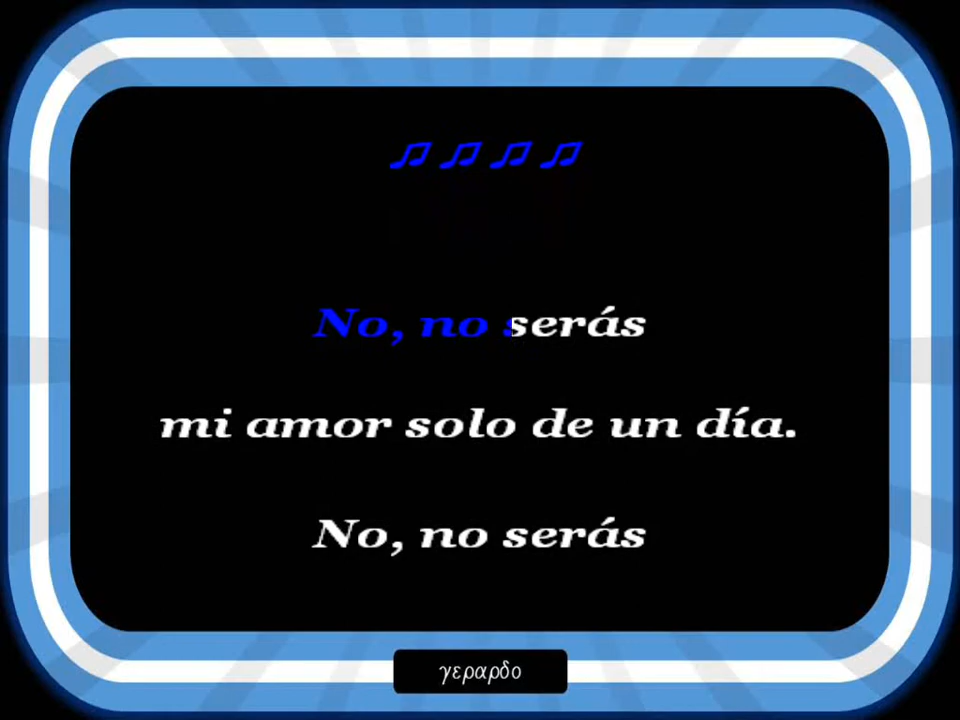 ♫ ♫ ♫ ♫
No, no serás
mi amor solo de un día.
No, no serás
γεραρδο